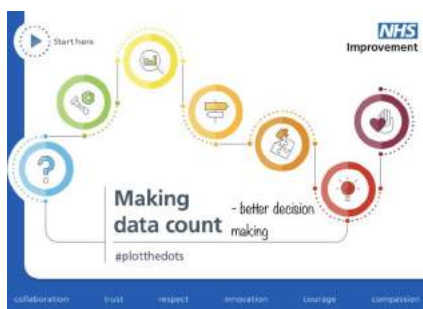 Start here
NHS
Improvement
Making
data count
- better decision
making
#plotthedots
collaboration trust respect innovation courage compassion